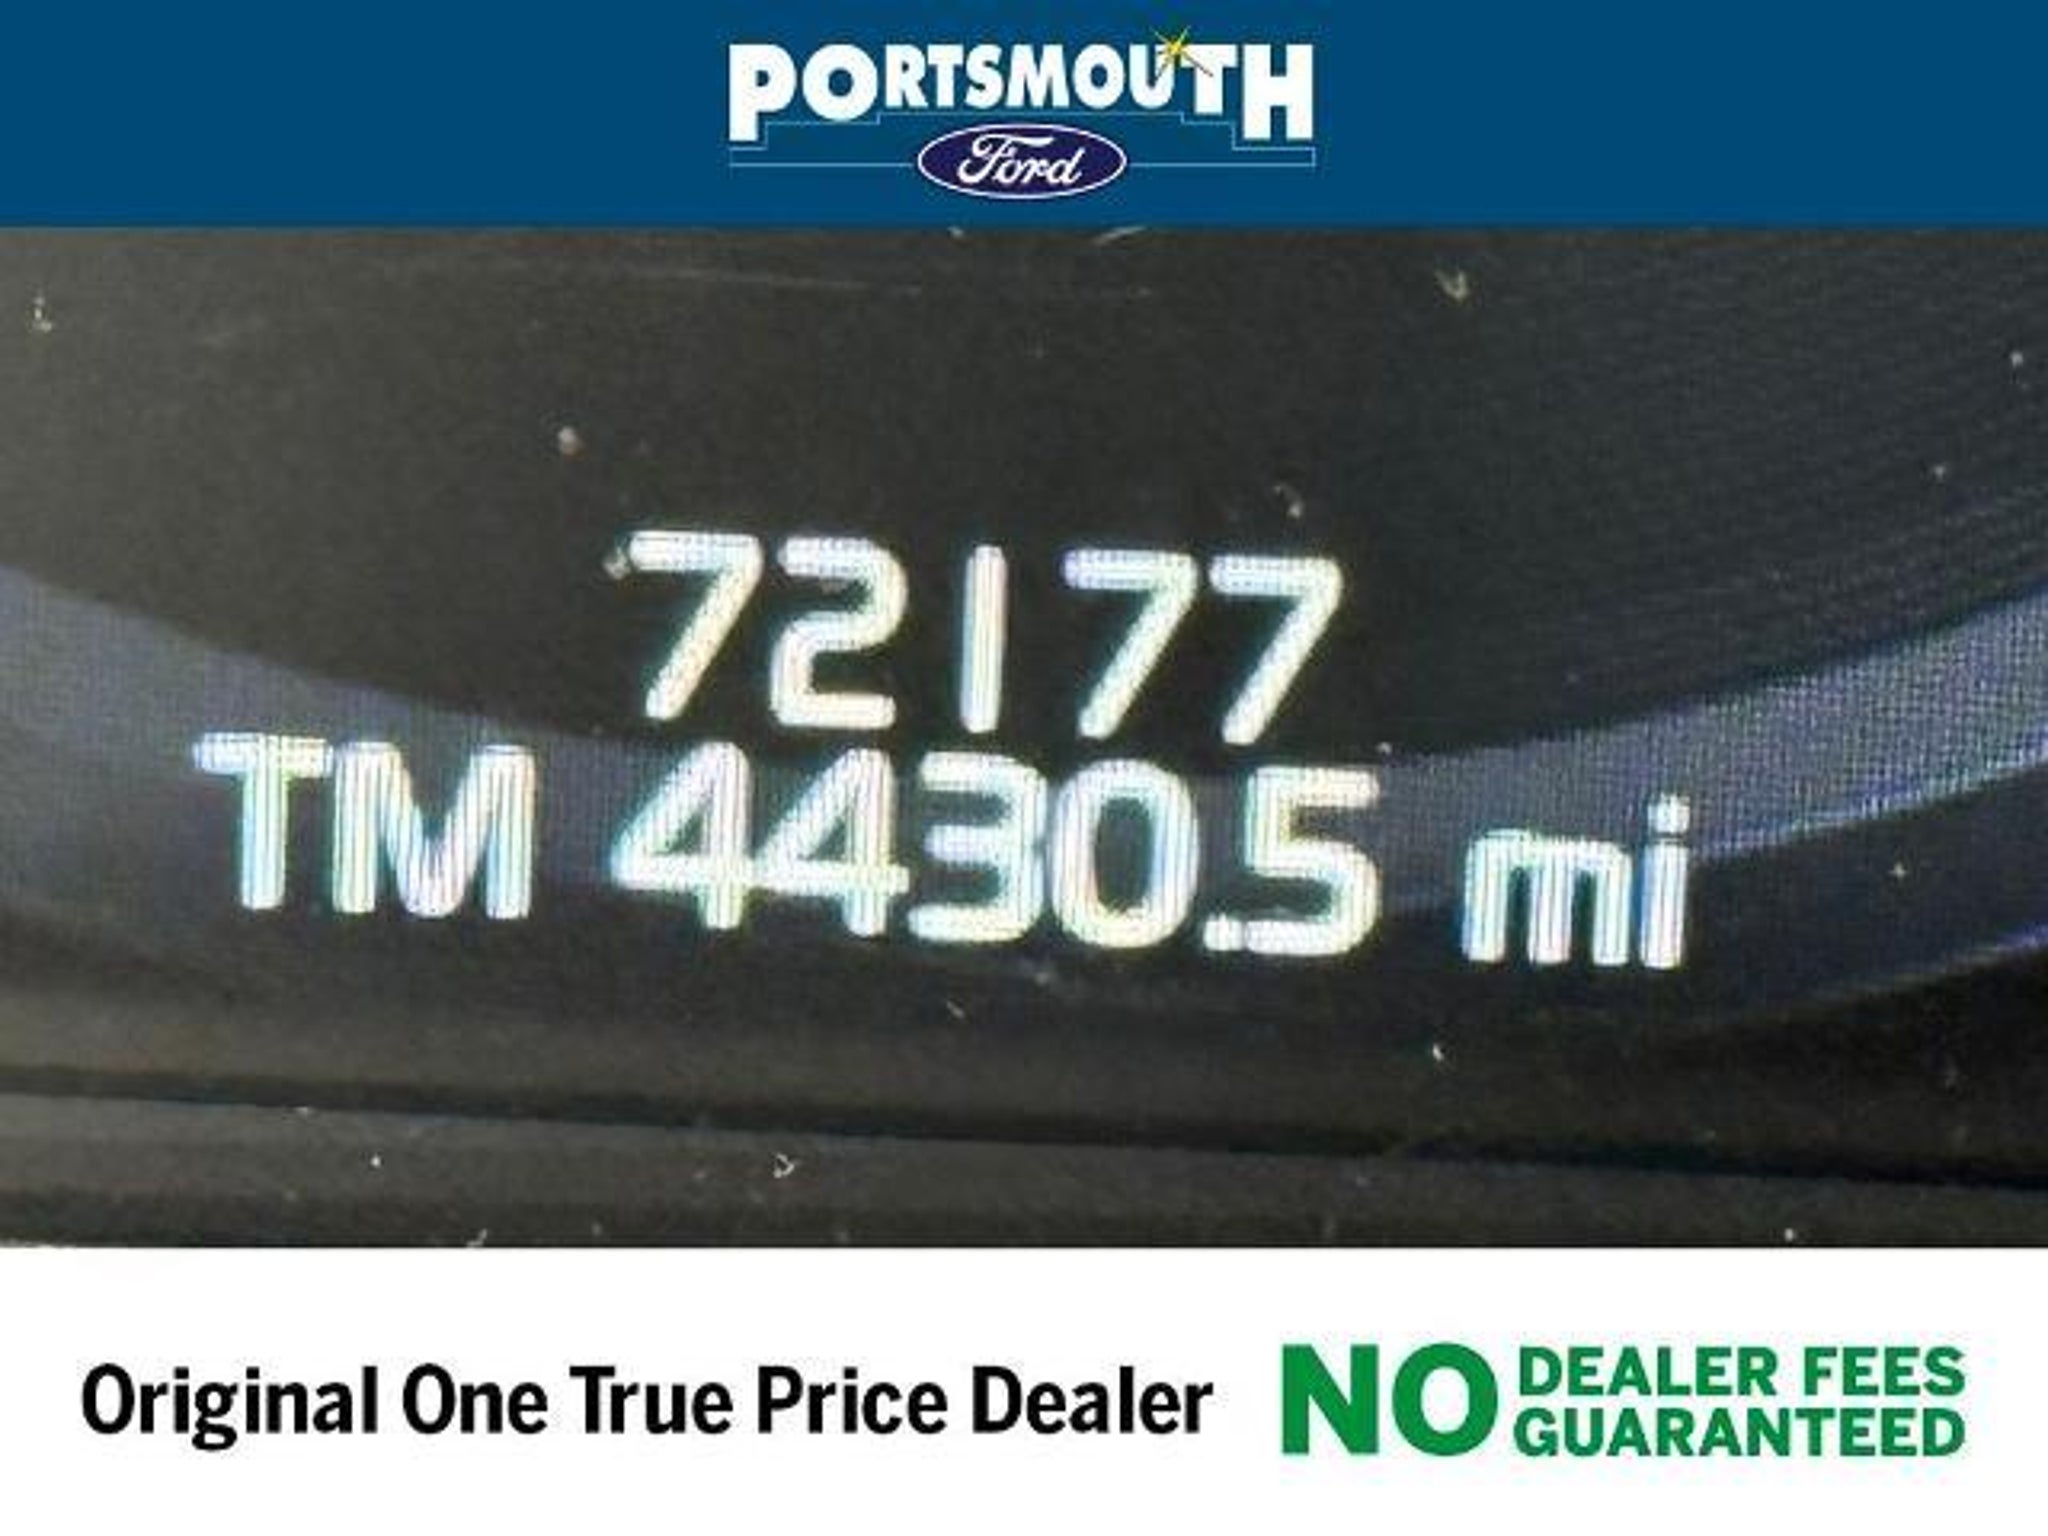 PORTSMOUTH
Ford
72177
TM 4430.5 mi
Original One True Price Dealer
NO DEALER FEES
GUARANTEED